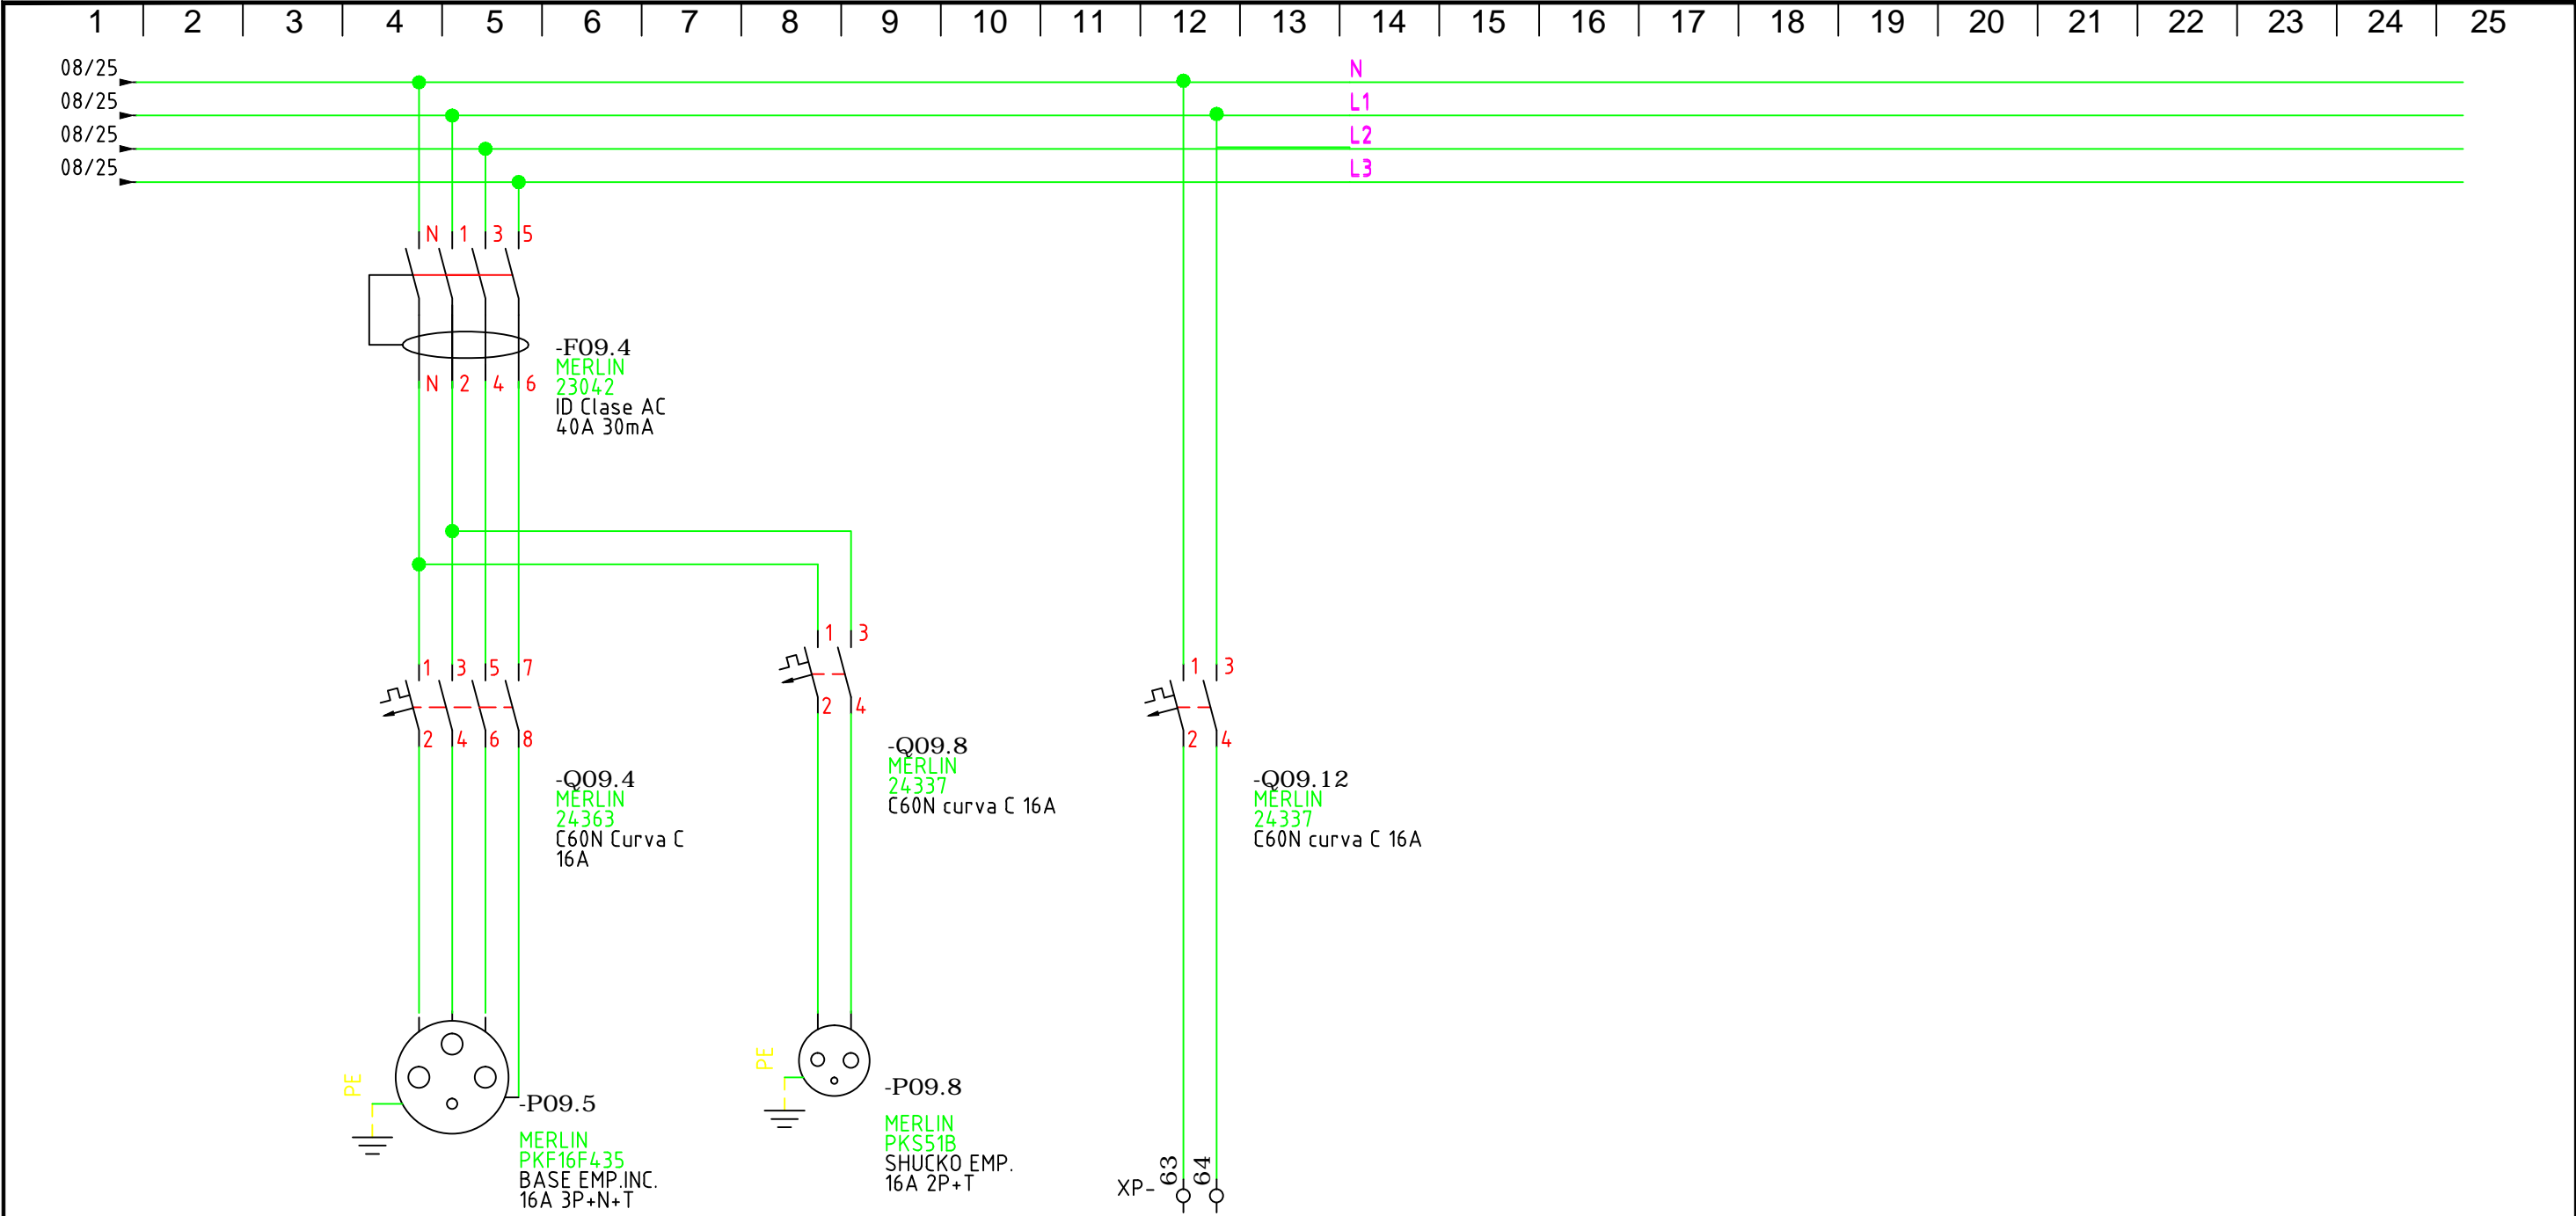 1 2 3 4 5 6 7 8 9 10 11 12 13 14 15 16 17 18 19 20 21 22 23 24 25
08/25 N
08/25 L1
08/25 L2
08/25 L3
N 1 3 5
-F09.4
MERLIN
23042
ID Clase AC
40A 30mA
N 2 4 6
1 3
2 4
-Q09.8
MERLIN
24337
C60N curva C 16A
1 3 5 7
2 4 6 8
-Q09.4
MERLIN
24363
C60N Curva C
16A
1 3
2 4
-Q09.12
MERLIN
24337
C60N curva C 16A
PE
-P09.5
MERLIN
PKF16F435
BASE EMP.INC.
16A 3P+N+T
PE
-P09.8
MERLIN
PKS51B
SHUCKO EMP.
16A 2P+T
XP- 63 64